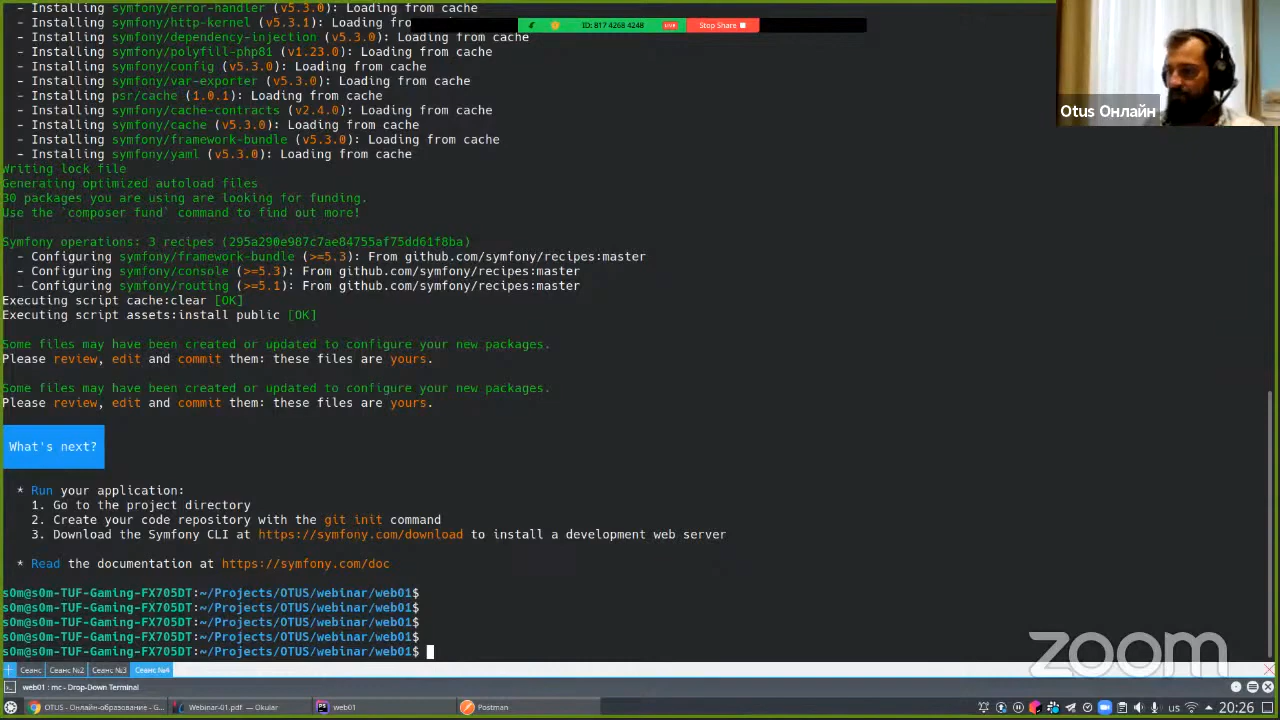 - Installing symfony/error-handler (v5.3.0): Loading from cache
- Installing symfony/http-kernel (v5.3.1): Loading fro
ID: 817 4268 4248
LIVE
Stop Share
- Installing symfony/dependency-injection (v5.3.0): Loading from cache
- Installing symfony/polyfill-php81 (v1.23.0): Loading from cache
- Installing symfony/config (v5.3.0): Loading from cache
- Installing symfony/var-exporter (v5.3.0): Loading from cache
- Installing psr/cache (1.0.1): Loading from cache
- Installing symfony/cache-contracts (v2.4.0): Loading from cache
Otus Онлайн
- Installing symfony/cache (v5.3.0): Loading from cache
- Installing symfony/framework-bundle (v5.3.0): Loading from cache
- Installing symfony/yaml (v5.3.0): Loading from cache
Writing lock file
Generating optimized autoload files
30 packages you are using are looking for funding.
Use the `composer fund` command to find out more!
Symfony operations: 3 recipes (295a290e987c7ae84755af75dd61f8ba)
- Configuring symfony/framework-bundle (>=5.3): From github.com/symfony/recipes:master
- Configuring symfony/console (>=5.3): From github.com/symfony/recipes:master
- Configuring symfony/routing (>=5.1): From github.com/symfony/recipes:master
Executing script cache:clear [OK]
Executing script assets:install public [OK]
Some files may have been created or updated to configure your new packages.
Please review, edit and commit them: these files are yours.
Some files may have been created or updated to configure your new packages.
Please review, edit and commit them: these files are yours.
What's next?
* Run your application:
1. Go to the project directory
2. Create your code repository with the git init command
3. Download the Symfony CLI at https://symfony.com/download to install a development web server
* Read the documentation at https://symfony.com/doc
s0m@s0m-TUF-Gaming-FX705DT:~/Projects/OTUS/webinar/web01$
s0m@s0m-TUF-Gaming-FX705DT:~/Projects/OTUS/webinar/web01$
s0m@s0m-TUF-Gaming-FX705DT:~/Projects/OTUS/webinar/web01$
s0m@s0m-TUF-Gaming-FX705DT:~/Projects/OTUS/webinar/web01$
s0m@s0m-TUF-Gaming-FX705DT:~/Projects/OTUS/webinar/web01$
zoom
Сеанс Сеанс №2 Сеанс №3 Сеанс №4
web01 : mc - Drop-Down Terminal
OTUS - Онлайн-образование - G... Webinar-01.pdf — Okular web01 Postman us 20:26